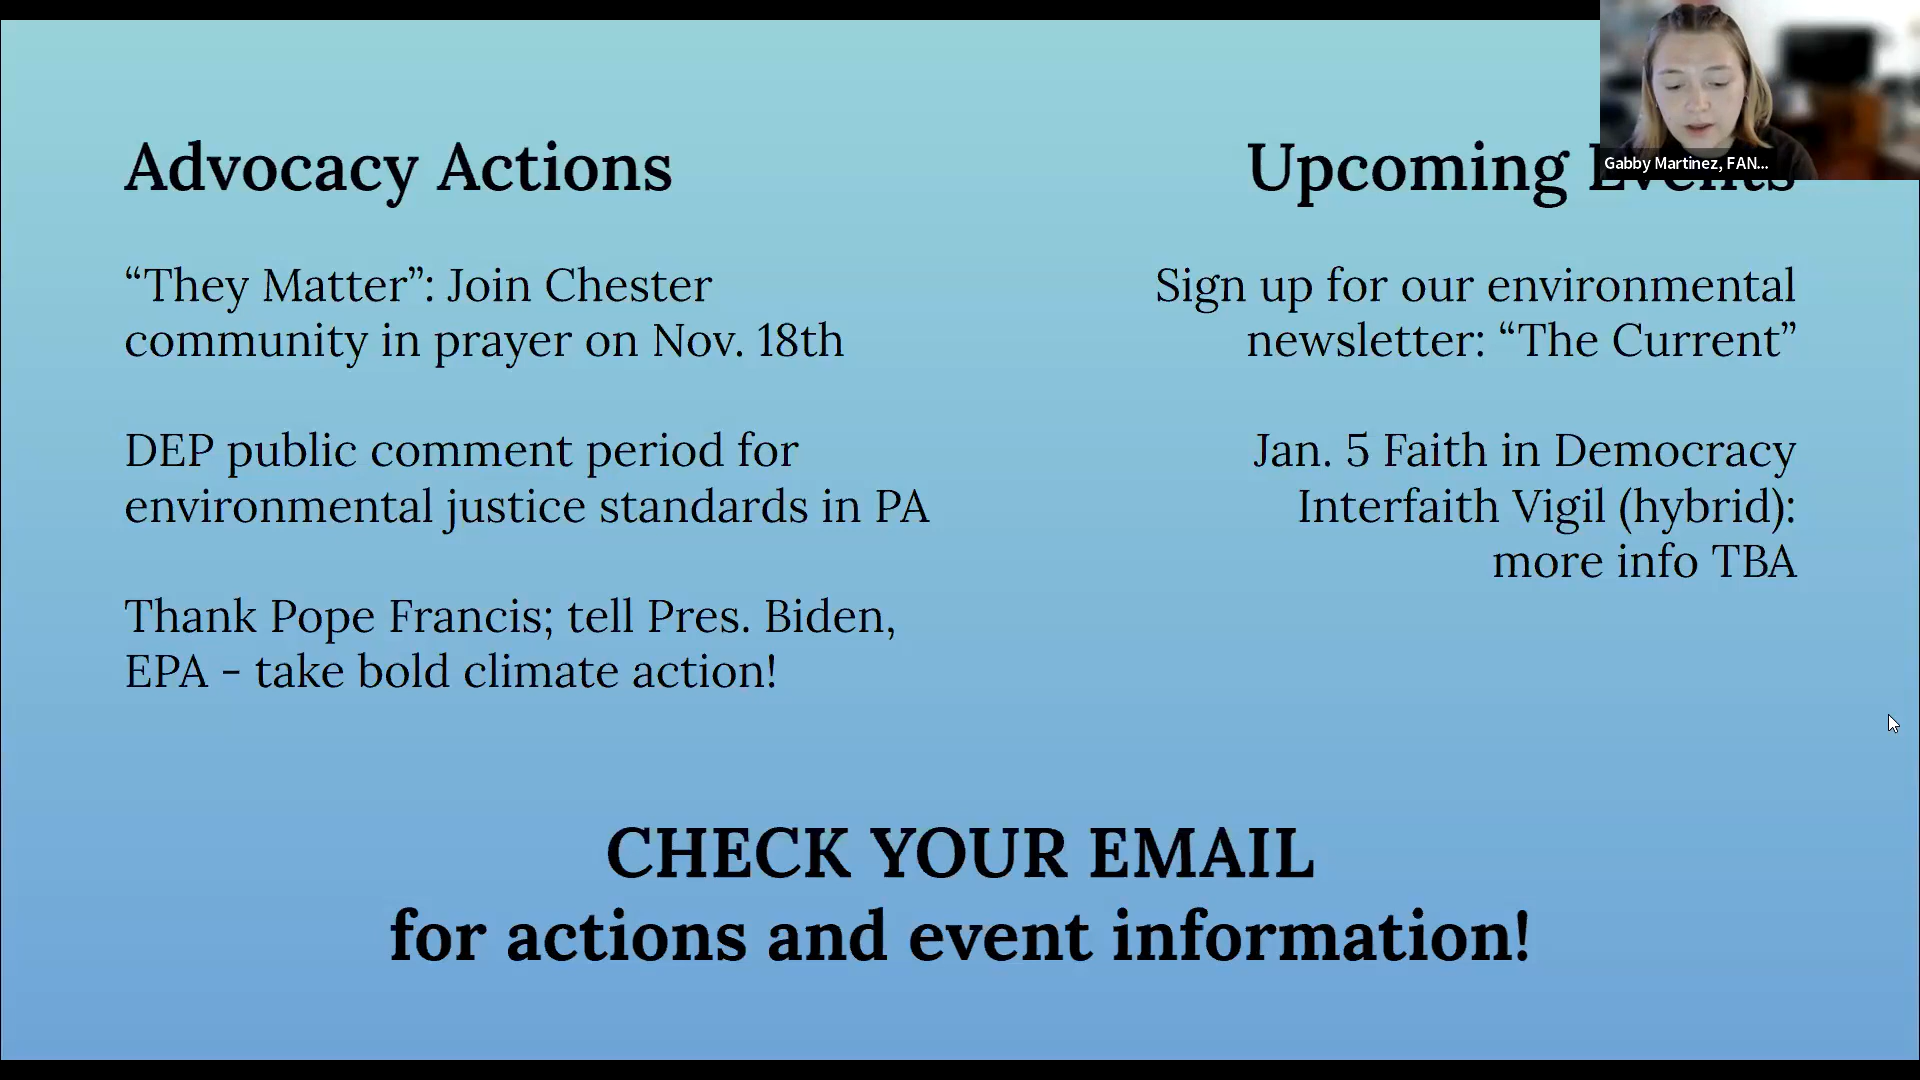 Advocacy Actions
“They Matter”: Join Chester
community in prayer on Nov. 18th
DEP public comment period for
environmental justice standards in PA
Thank Pope Francis; tell Pres. Biden,
EPA - take bold climate action!
Upcoming Events
Sign up for our environmental
newsletter: “The Current”
Jan. 5 Faith in Democracy
Interfaith Vigil (hybrid):
more info TBA
CHECK YOUR EMAIL
for actions and event information!
Gabby Martinez, FAN...